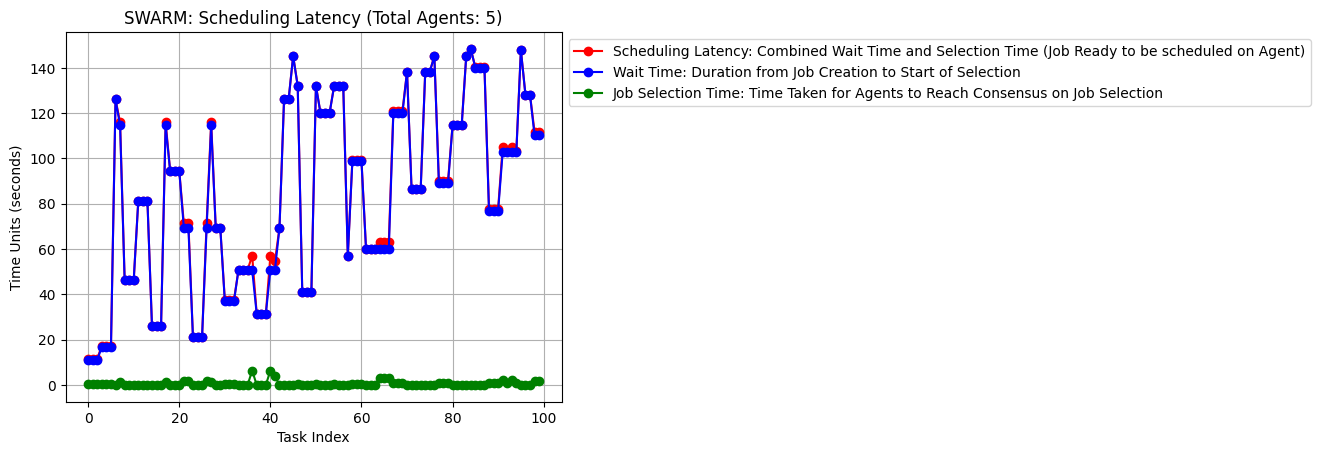 SWARM: Scheduling Latency (Total Agents: 5)
Scheduling Latency: Combined Wait Time and Selection Time (Job Ready to be scheduled on Agent)
Wait Time: Duration from Job Creation to Start of Selection
Job Selection Time: Time Taken for Agents to Reach Consensus on Job Selection
Time Units (seconds)
140
120
100
80
60
40
20
0
0 20 40 60 80 100
Task Index